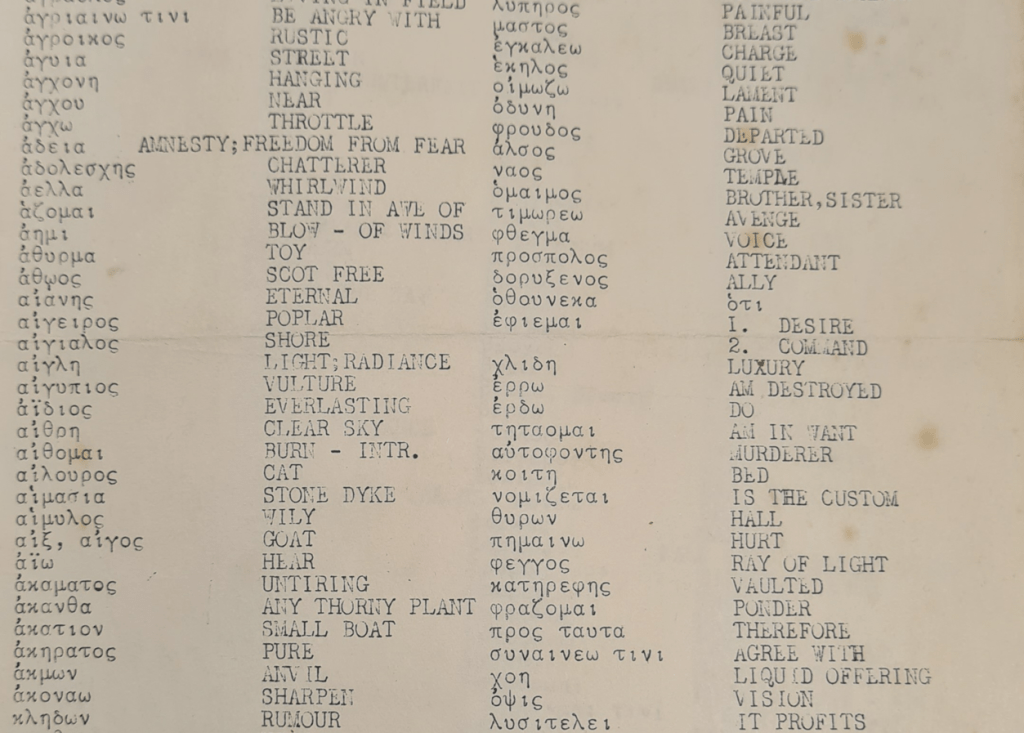 IN FIELD
ἀγριαινω τινι BE ANGRY WITH
ἀγροικος RUSTIC
ἀγυια STREET
ἀγχονη HANGING
ἀγχου NEAR
ἀγχω THROTTLE
ἀδεια AMNESTY;FREEDOM FROM FEAR
ἀδολεσχης CHATTERER
ἀελλα WHIRLWIND
ἁζομαι STAND IN AWE OF
ἀημι BLOW - OF WINDS
ἀθυρμα TOY
ἀθῳος SCOT FREE
αἰανης ETERNAL
αἰγειρος POPLAR
αἰγιαλος SHORE
αἰγλη LIGHT;RADIANCE
αἰγυπιος VULTURE
ἀϊδιος EVERLASTING
αἰθρη CLEAR SKY
αἰθομαι BURN - INTR.
αἰλουρος CAT
αἱμασια STONE DYKE
αἱμυλος WILY
αἰξ, αἰγος GOAT
ἀϊω HEAR
ἀκαματος UNTIRING
ἀκανθα ANY THORNY PLANT
ἀκατιον SMALL BOAT
ἀκηρατος PURE
ἀκμων ANVIL
ἀκοναω SHARPEN
κληδων RUMOUR
λυπηρος PAINFUL
μαστος BREAST
ἐγκαλεω CHARGE
ἑκηλος QUIET
οἰμωζω LAMENT
ὀδυνη PAIN
φρουδος DEPARTED
ἀλσος GROVE
ναος TEMPLE
ὁμαιμος BROTHER,SISTER
τιμωρεω AVENGE
φθεγμα VOICE
προσπολος ATTENDANT
δορυξενος ALLY
ὁθουνεκα ὁτι
ἐφιεμαι 1. DESIRE
2. COMMAND
χλιδη LUXURY
ἐρρω AM DESTROYED
ἐρδω DO
τηταομαι AM IN WANT
αὐτοφοντης MURDERER
κοιτη BED
νομιζεται IS THE CUSTOM
θυρων HALL
πημαινω HURT
φεγγος RAY OF LIGHT
κατηρεφης VAULTED
φραζομαι PONDER
προς ταυτα THEREFORE
συναινεω τινι AGREE WITH
χοη LIQUID OFFERING
ὀψις VISION
λυσιτελει IT PROFITS